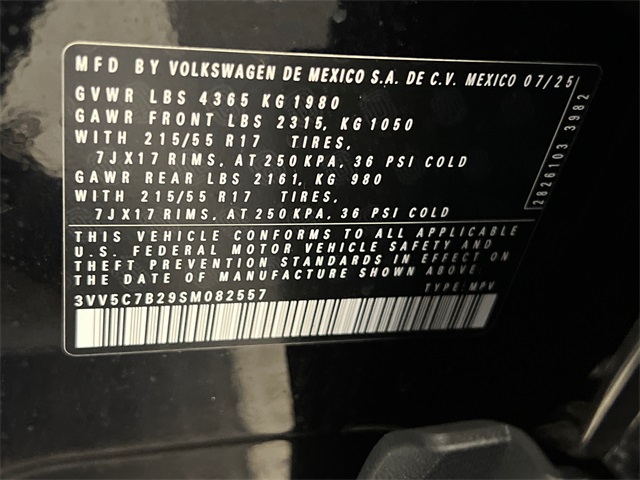 MFD BY VOLKSWAGEN DE MEXICO S.A. DE C.V. MEXICO 07/25
GVWR LBS 4365 KG 1980
GAWR FRONT LBS 2315, KG 1050
WITH 215/55 R17 TIRES,
7JX17 RIMS, AT 250 KPA, 36 PSI COLD
GAWR REAR LBS 2161, KG 980
WITH 215/55 R17 TIRES,
7JX17 RIMS, AT 250 KPA, 36 PSI COLD
2826103 3982
THIS VEHICLE CONFORMS TO ALL APPLICABLE
U.S. FEDERAL MOTOR VEHICLE SAFETY AND
THEFT PREVENTION STANDARDS IN EFFECT ON
THE DATE OF MANUFACTURE SHOWN ABOVE.
3VV5C7B29SM082557 TYPE: MPV